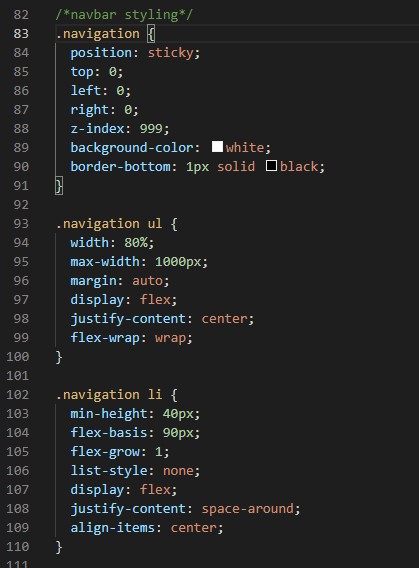 82 /*navbar styling*/
83 .navigation {
84 position: sticky;
85 top: 0;
86 left: 0;
87 right: 0;
88 z-index: 999;
89 background-color: white;
90 border-bottom: 1px solid black;
91 }
92
93 .navigation ul {
94 width: 80%;
95 max-width: 1000px;
96 margin: auto;
97 display: flex;
98 justify-content: center;
99 flex-wrap: wrap;
100 }
101
102 .navigation li {
103 min-height: 40px;
104 flex-basis: 90px;
105 flex-grow: 1;
106 list-style: none;
107 display: flex;
108 justify-content: space-around;
109 align-items: center;
110 }
111